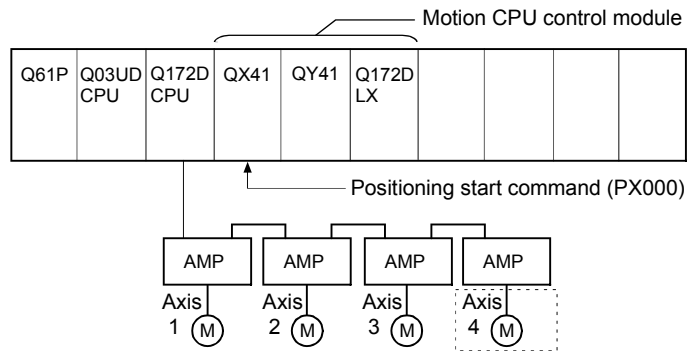 Motion CPU control module
Q61P
Q03UD
CPU
Q172D
CPU
QX41
QY41
Q172D
LX
Positioning start command (PX000)
AMP
AMP
AMP
AMP
Axis
1
M
Axis
2
M
Axis
3
M
Axis
4
M